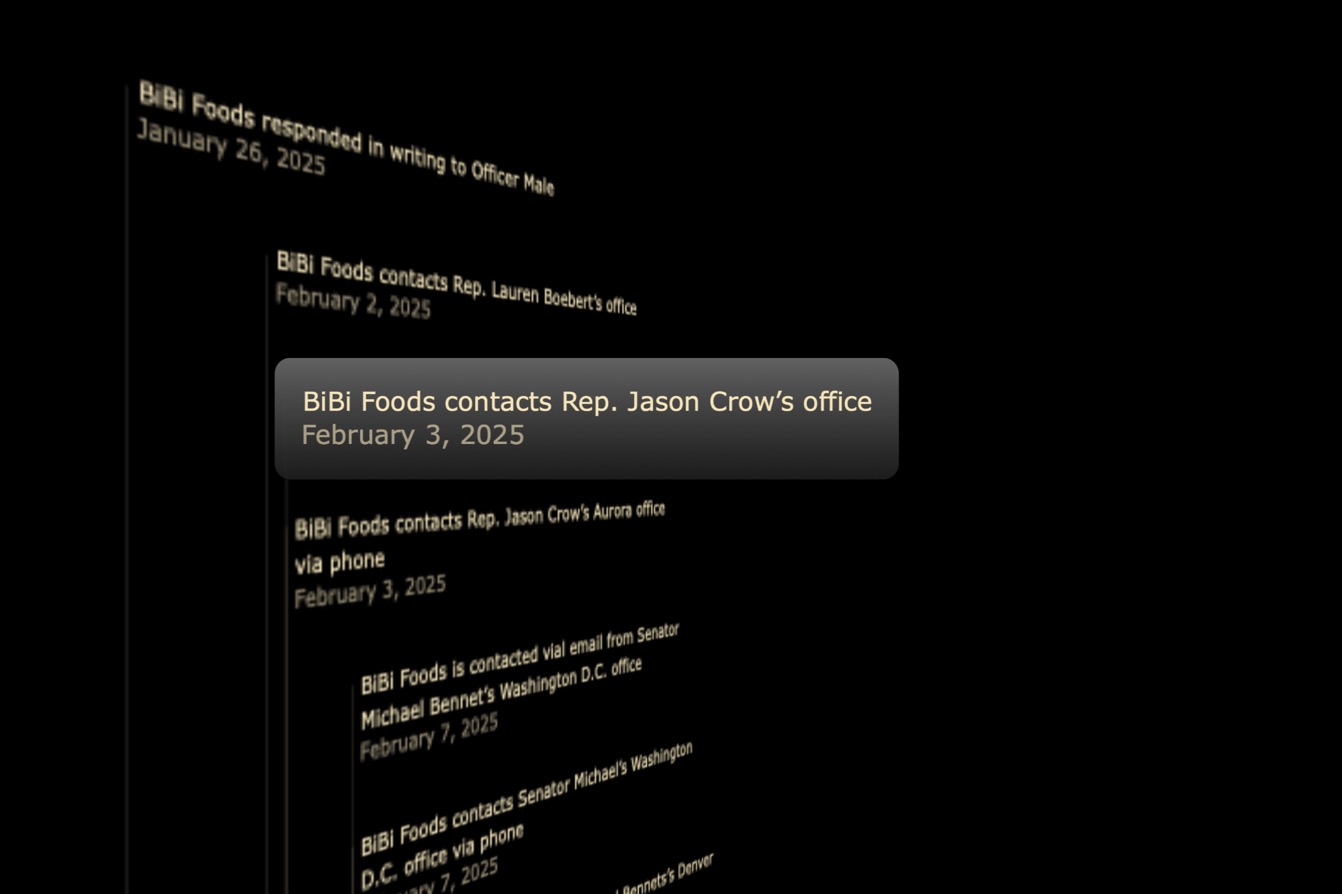 BiBi Foods responded in writing to Officer Male
January 26, 2025
BiBi Foods contacts Rep. Lauren Boebert's office
February 2, 2025
BiBi Foods contacts Rep. Jason Crow’s office
February 3, 2025
BiBi Foods contacts Rep. Jason Crow's Aurora office
via phone
February 3, 2025
BiBi Foods is contacted vial email from Senator
Michael Bennet's Washington D.C. office
February 7, 2025
BiBi Foods contacts Senator Michael's Washington
D.C. office via phone
7, 2025
Bennets's Denver